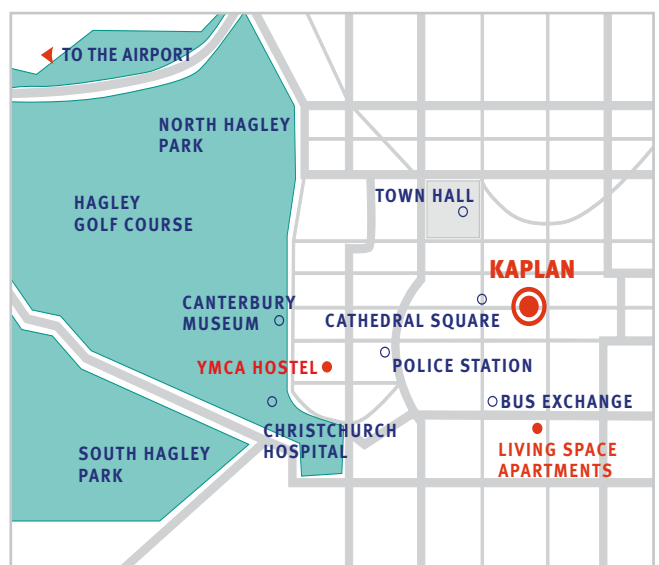 TO THE AIRPORT
NORTH HAGLEY
PARK
TOWN HALL
HAGLEY
GOLF COURSE
KAPLAN
CANTERBURY
MUSEUM
CATHEDRAL SQUARE
YMCA HOSTEL
POLICE STATION
BUS EXCHANGE
CHRISTCHURCH
HOSPITAL
SOUTH HAGLEY
PARK
LIVING SPACE
APARTMENTS